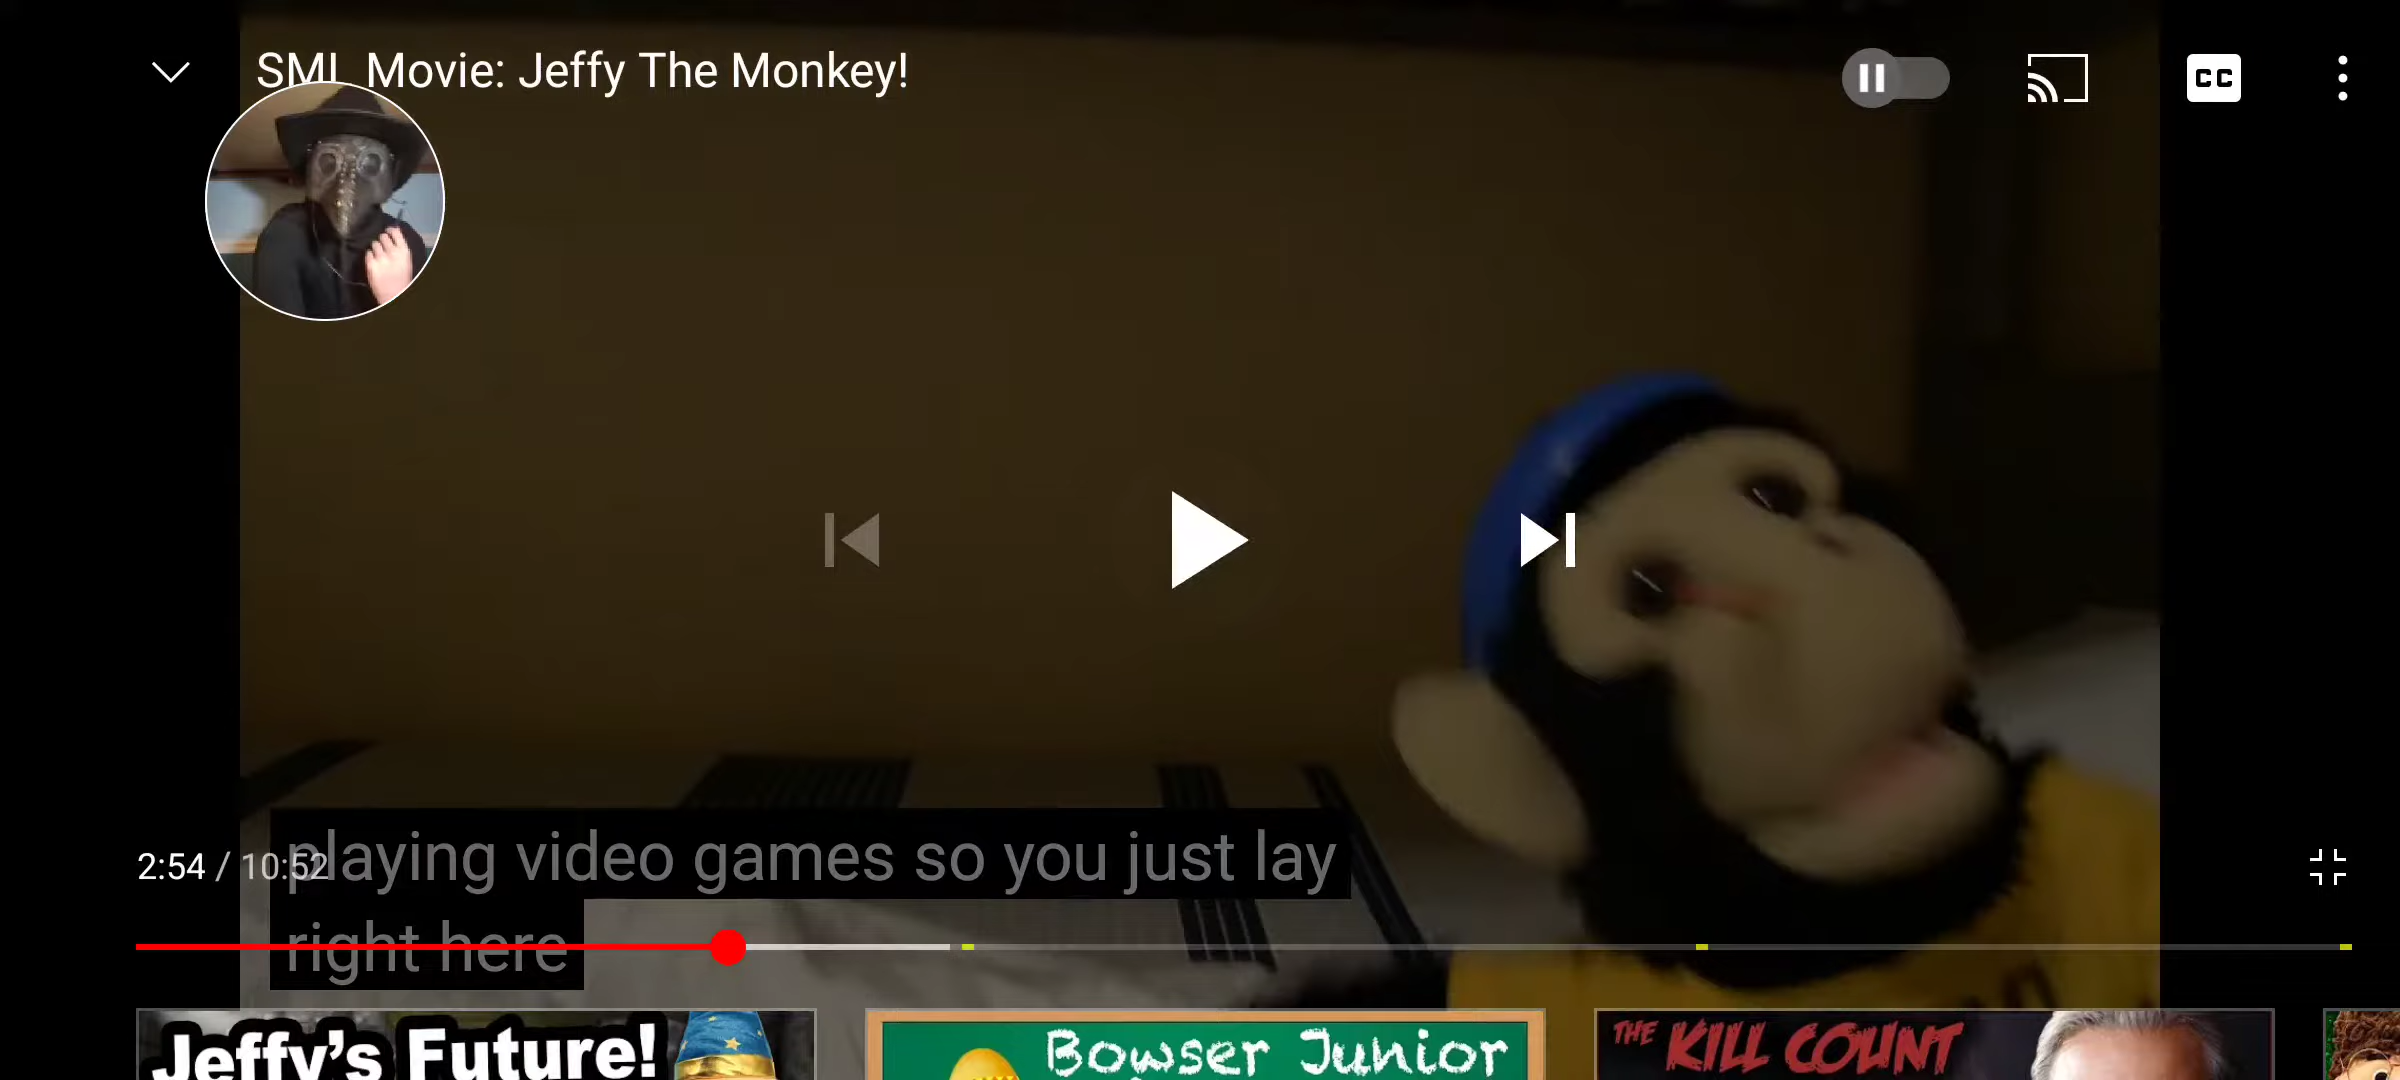 SML Movie: Jeffy The Monkey!
CC
playing video games so you just lay
2:54 / 10:52
right here
Jeffy's Future!
Bowser Junior
THE KILL COUNT